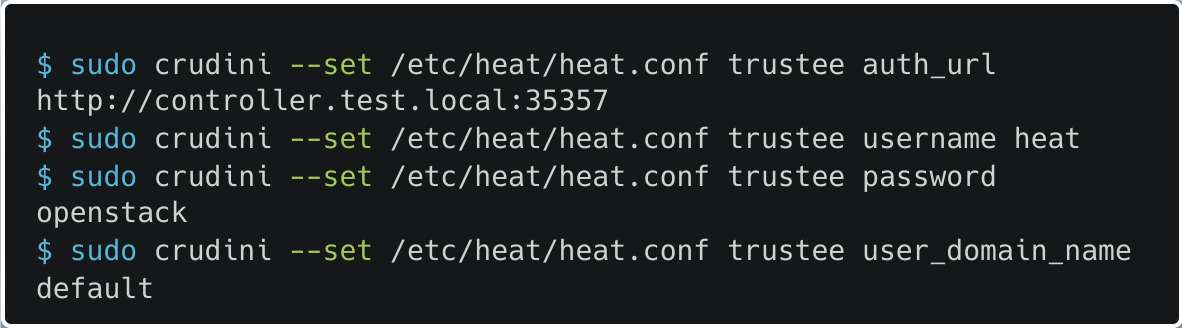 $ sudo crudini --set /etc/heat/heat.conf trustee auth_url
http://controller.test.local:35357
$ sudo crudini --set /etc/heat/heat.conf trustee username heat
$ sudo crudini --set /etc/heat/heat.conf trustee password
openstack
$ sudo crudini --set /etc/heat/heat.conf trustee user_domain_name
default